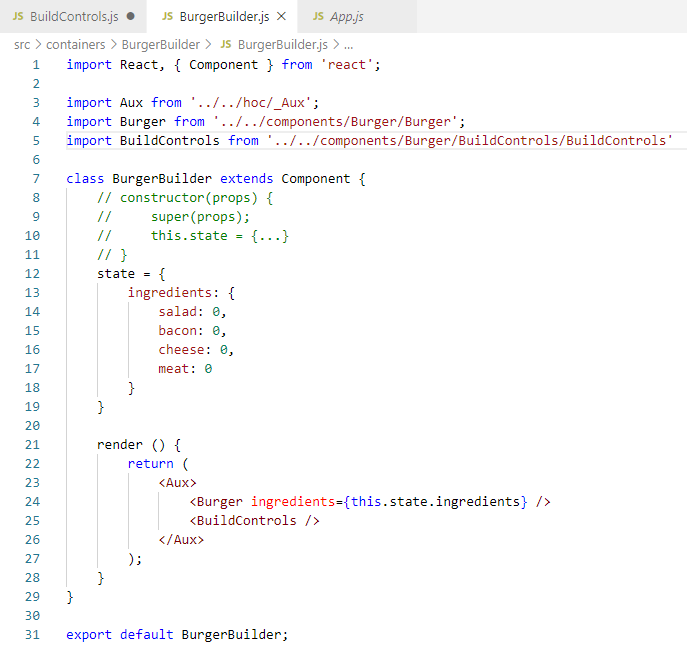 JS BuildControls.js ● JS BurgerBuilder.js × JS App.js
src > containers > BurgerBuilder > JS BurgerBuilder.js > ...
1 import React, { Component } from 'react';
2
3 import Aux from '../../hoc/_Aux';
4 import Burger from '../../components/Burger/Burger';
5 import BuildControls from '../../components/Burger/BuildControls/BuildControls'
6
7 class BurgerBuilder extends Component {
8     // constructor(props) {
9     //     super(props);
10     //     this.state = {...}
11     // }
12     state = {
13         ingredients: {
14             salad: 0,
15             bacon: 0,
16             cheese: 0,
17             meat: 0
18         }
19     }
20
21     render () {
22         return (
23             <Aux>
24                 <Burger ingredients={this.state.ingredients} />
25                 <BuildControls />
26             </Aux>
27         );
28     }
29 }
30
31 export default BurgerBuilder;